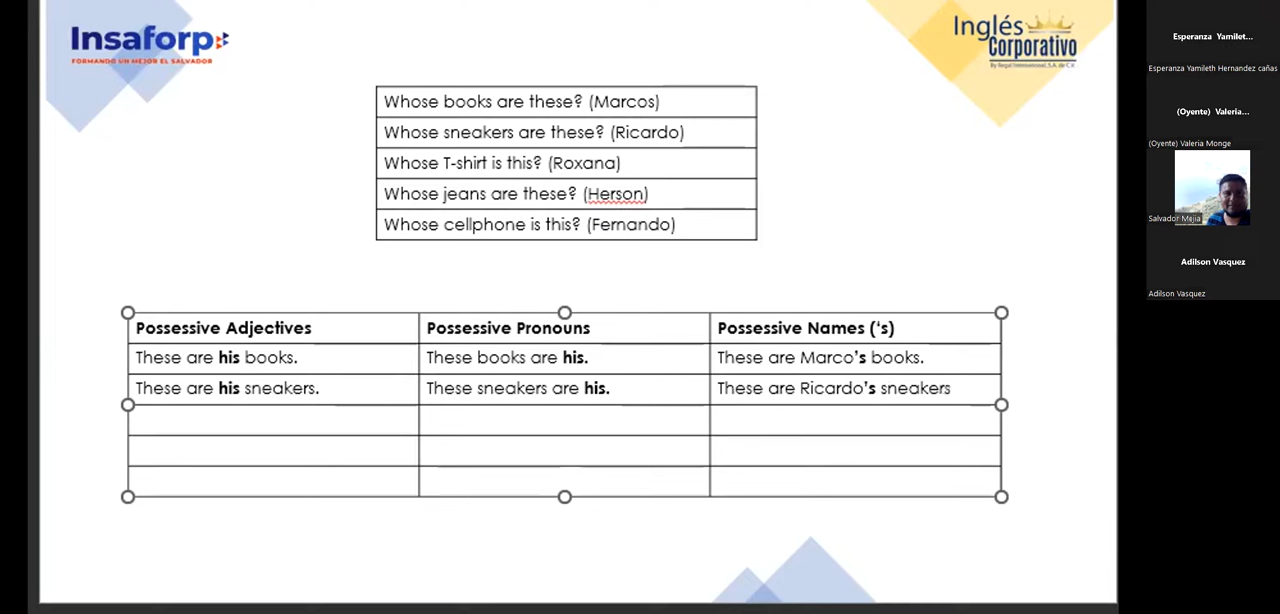 Insaforp
FORMANDO UN MEJOR EL SALVADOR
Inglés
Corporativo
Whose books are these? (Marcos)
Whose sneakers are these? (Ricardo)
Whose T-shirt is this? (Roxana)
Whose jeans are these? (Herson)
Whose cellphone is this? (Fernando)
Possessive Adjectives Possessive Pronouns Possessive Names ('s)
These are his books. These books are his. These are Marco's books.
These are his sneakers. These sneakers are his. These are Ricardo's sneakers
Esperanza Yamilet...
Esperanza Yamileth Hernandez cañas
(Oyente) Valeria...
(Oyente) Valeria Monge
Salvador Mejia
Adilson Vasquez
Adilson Vasquez